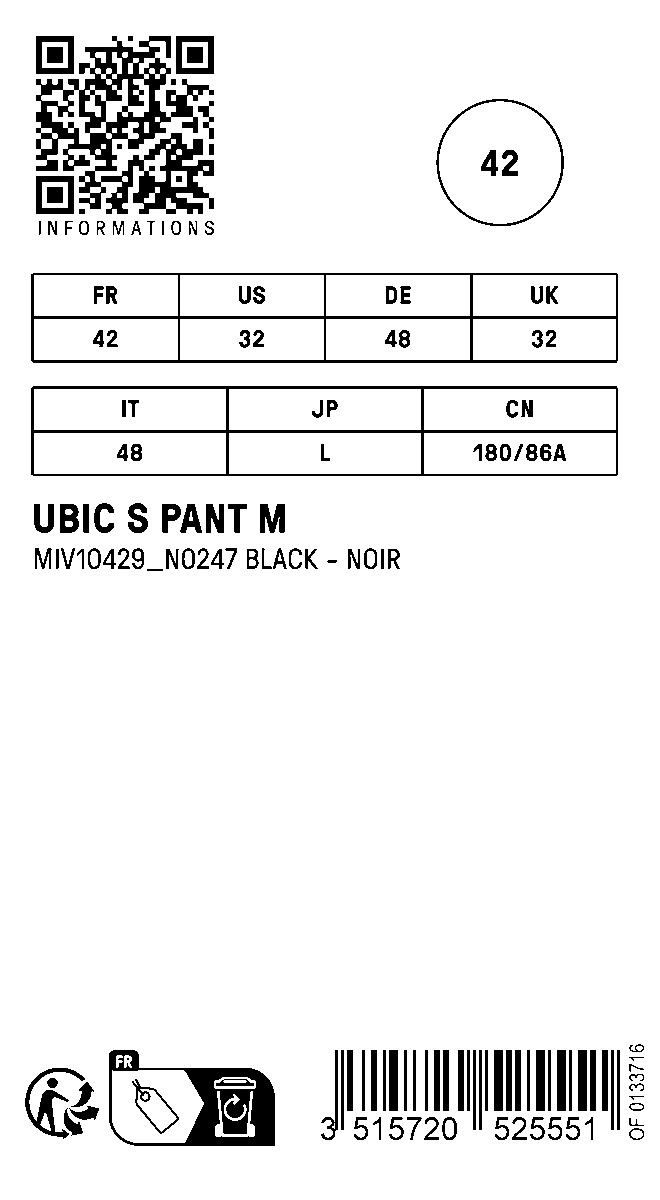 INFORMATIONS
42
FR US DE UK
42 32 48 32
IT JP CN
48 L 180/86A
UBIC S PANT M
MIV10429_N0247 BLACK - NOIR
FR
3 515720 525551
OF 0133716